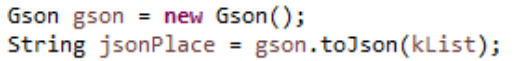 Gson gson = new Gson();
String jsonPlace = gson.toJson(kList);